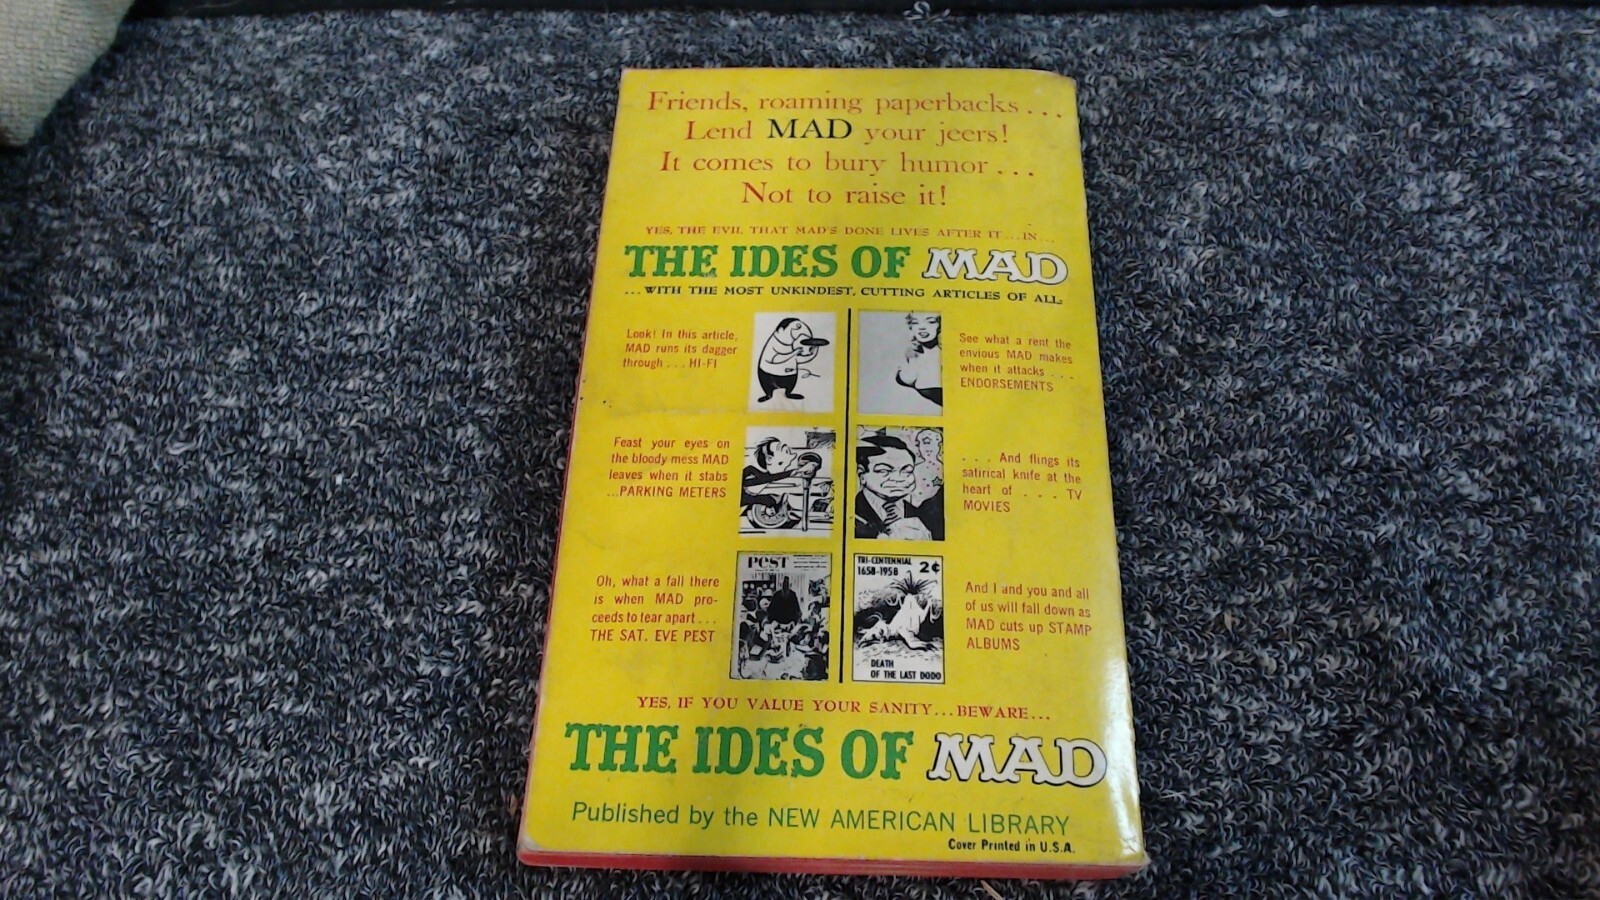 Friends, roaming paperbacks...
Lend MAD your jeers!
It comes to bury humor...
Not to raise it!
YES, THE EVIL THAT MAD'S DONE LIVES AFTER IT...IN...
THE IDES OF MAD
...WITH THE MOST UNKINDEST, CUTTING ARTICLES OF ALL:
Look! In this article,
MAD runs its dagger
through... HI-FI
See what a rent the
envious MAD makes
when it attacks...
ENDORSEMENTS
Feast your eyes on
the bloody mess MAD
leaves when it stabs
...PARKING METERS
... And flings its
satirical knife at the
heart of ... TV
MOVIES
Oh, what a fall there
is when MAD pro-
ceeds to tear apart...
THE SAT. EVE PEST
PEST
TRI-CENTENNIAL
1658-1958 2¢
DEATH
OF THE LAST DODO
And I and you and all
of us will fall down as
MAD cuts up STAMP
ALBUMS
YES, IF YOU VALUE YOUR SANITY...BEWARE...
THE IDES OF MAD
Published by the NEW AMERICAN LIBRARY
Cover Printed in U.S.A.